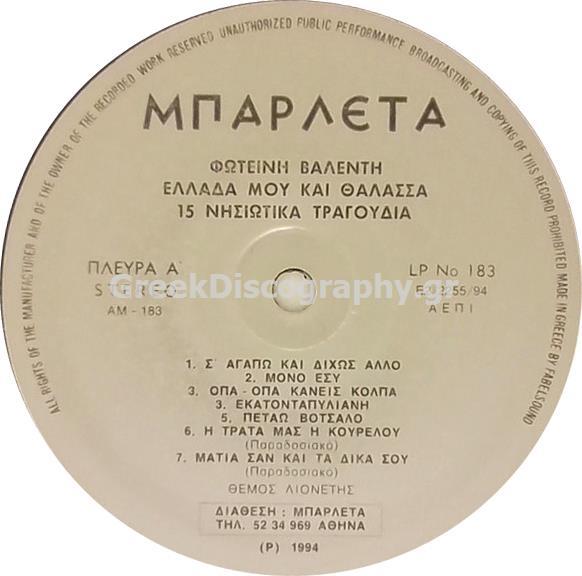 ALL RIGHTS OF THE MANUFACTURER AND OF THE OWNER OF THE RECORDED WORK RESERVED UNAUTHORIZED PUBLIC PERFORMANCE BROADCASTING AND COPYING OF THIS RECORD PROHIBITED MADE IN GREECE BY FABELSOUND
ΜΠΑΡΛΕΤΑ
ΦΩΤΕΙΝΗ ΒΑΛΕΝΤΗ
ΕΛΛΑΔΑ ΜΟΥ ΚΑΙ ΘΑΛΑΣΣΑ
15 ΝΗΣΙΩΤΙΚΑ ΤΡΑΓΟΥΔΙΑ
ΠΛΕΥΡΑ Α΄
STEREO
AM - 183
LP No 183
2255/94
ΑΕΠΙ
GreekDiscography.gr
1. Σ' ΑΓΑΠΩ ΚΑΙ ΔΙΧΩΣ ΑΛΛΟ
2. ΜΟΝΟ ΕΣΥ
3. ΟΠΑ - ΟΠΑ ΚΑΝΕΙΣ ΚΟΛΠΑ
3. ΕΚΑΤΟΝΤΑΠΥΛΙΑΝΗ
5. ΠΕΤΑΩ ΒΟΤΣΑΛΟ
6. Η ΤΡΑΤΑ ΜΑΣ Η ΚΟΥΡΕΛΟΥ
(Παραδοσιακό)
7. ΜΑΤΙΑ ΣΑΝ ΚΑΙ ΤΑ ΔΙΚΑ ΣΟΥ
(Παραδοσιακό)
ΘΕΜΟΣ ΛΙΟΝΕΤΗΣ
ΔΙΑΘΕΣΗ : ΜΠΑΡΛΕΤΑ
ΤΗΛ. 52 34 969 ΑΘΗΝΑ
(P) 1994